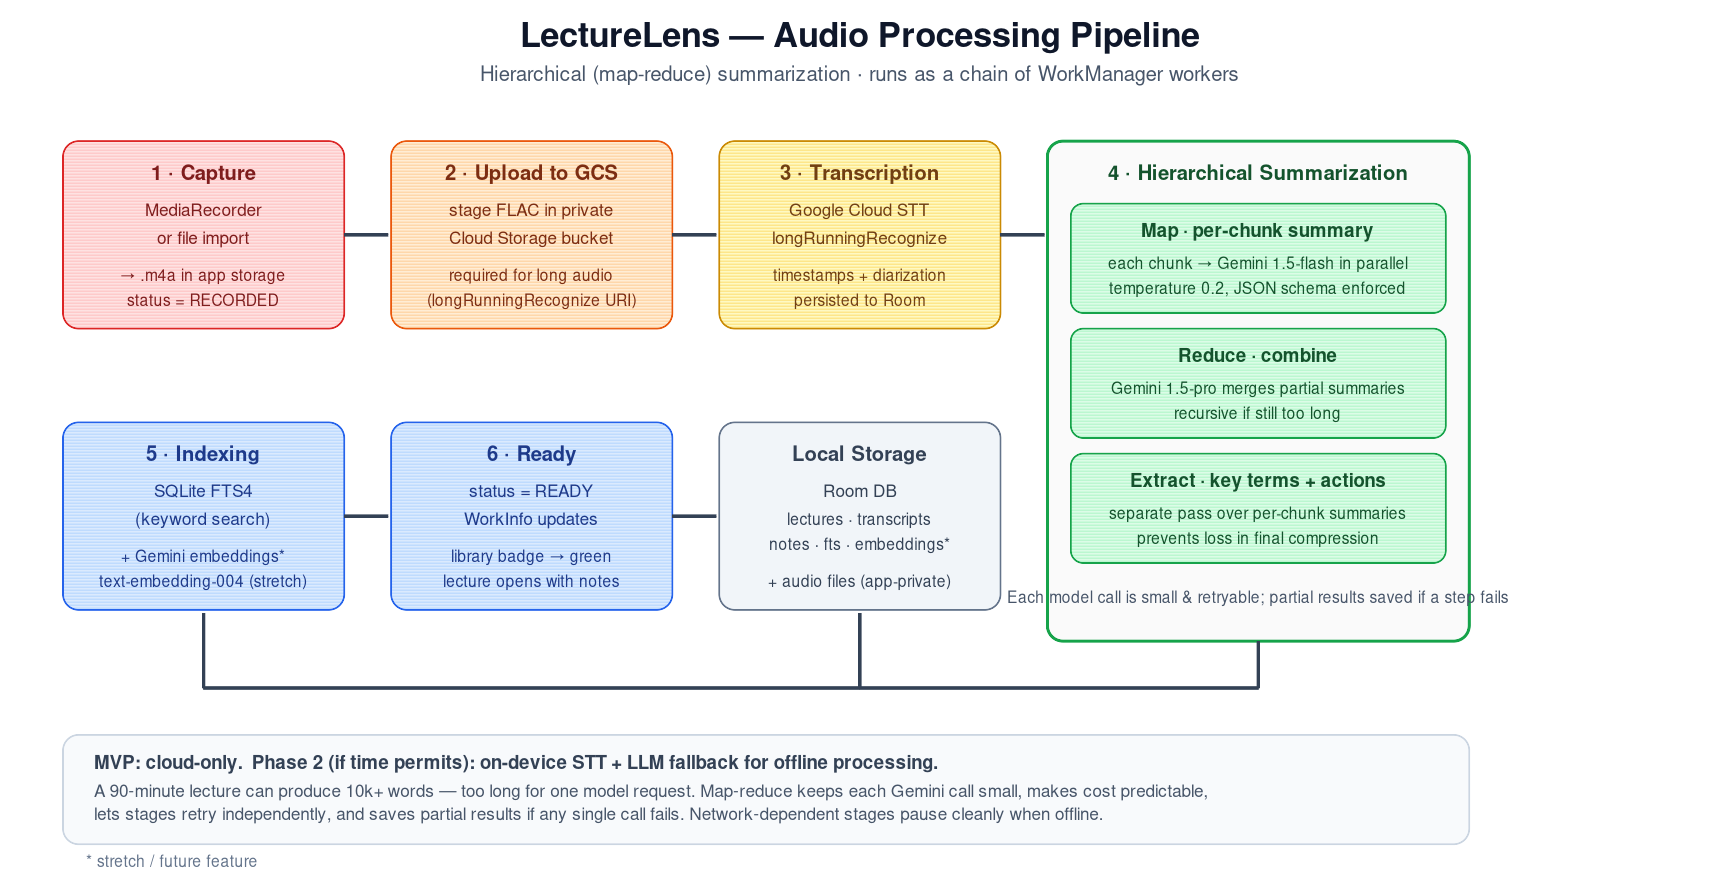 LectureLens — Audio Processing Pipeline
Hierarchical (map-reduce) summarization · runs as a chain of WorkManager workers
1 · Capture
MediaRecorder
or file import
→ .m4a in app storage
status = RECORDED
2 · Upload to GCS
stage FLAC in private
Cloud Storage bucket
required for long audio
(longRunningRecognize URI)
3 · Transcription
Google Cloud STT
longRunningRecognize
timestamps + diarization
persisted to Room
4 · Hierarchical Summarization
Map · per-chunk summary
each chunk → Gemini 1.5-flash in parallel
temperature 0.2, JSON schema enforced
Reduce · combine
Gemini 1.5-pro merges partial summaries
recursive if still too long
Extract · key terms + actions
separate pass over per-chunk summaries
prevents loss in final compression
Each model call is small & retryable; partial results saved if a step fails
5 · Indexing
SQLite FTS4
(keyword search)
+ Gemini embeddings*
text-embedding-004 (stretch)
6 · Ready
status = READY
WorkInfo updates
library badge → green
lecture opens with notes
Local Storage
Room DB
lectures · transcripts
notes · fts · embeddings*
+ audio files (app-private)
MVP: cloud-only. Phase 2 (if time permits): on-device STT + LLM fallback for offline processing.
A 90-minute lecture can produce 10k+ words — too long for one model request. Map-reduce keeps each Gemini call small, makes cost predictable,
lets stages retry independently, and saves partial results if any single call fails. Network-dependent stages pause cleanly when offline.
* stretch / future feature